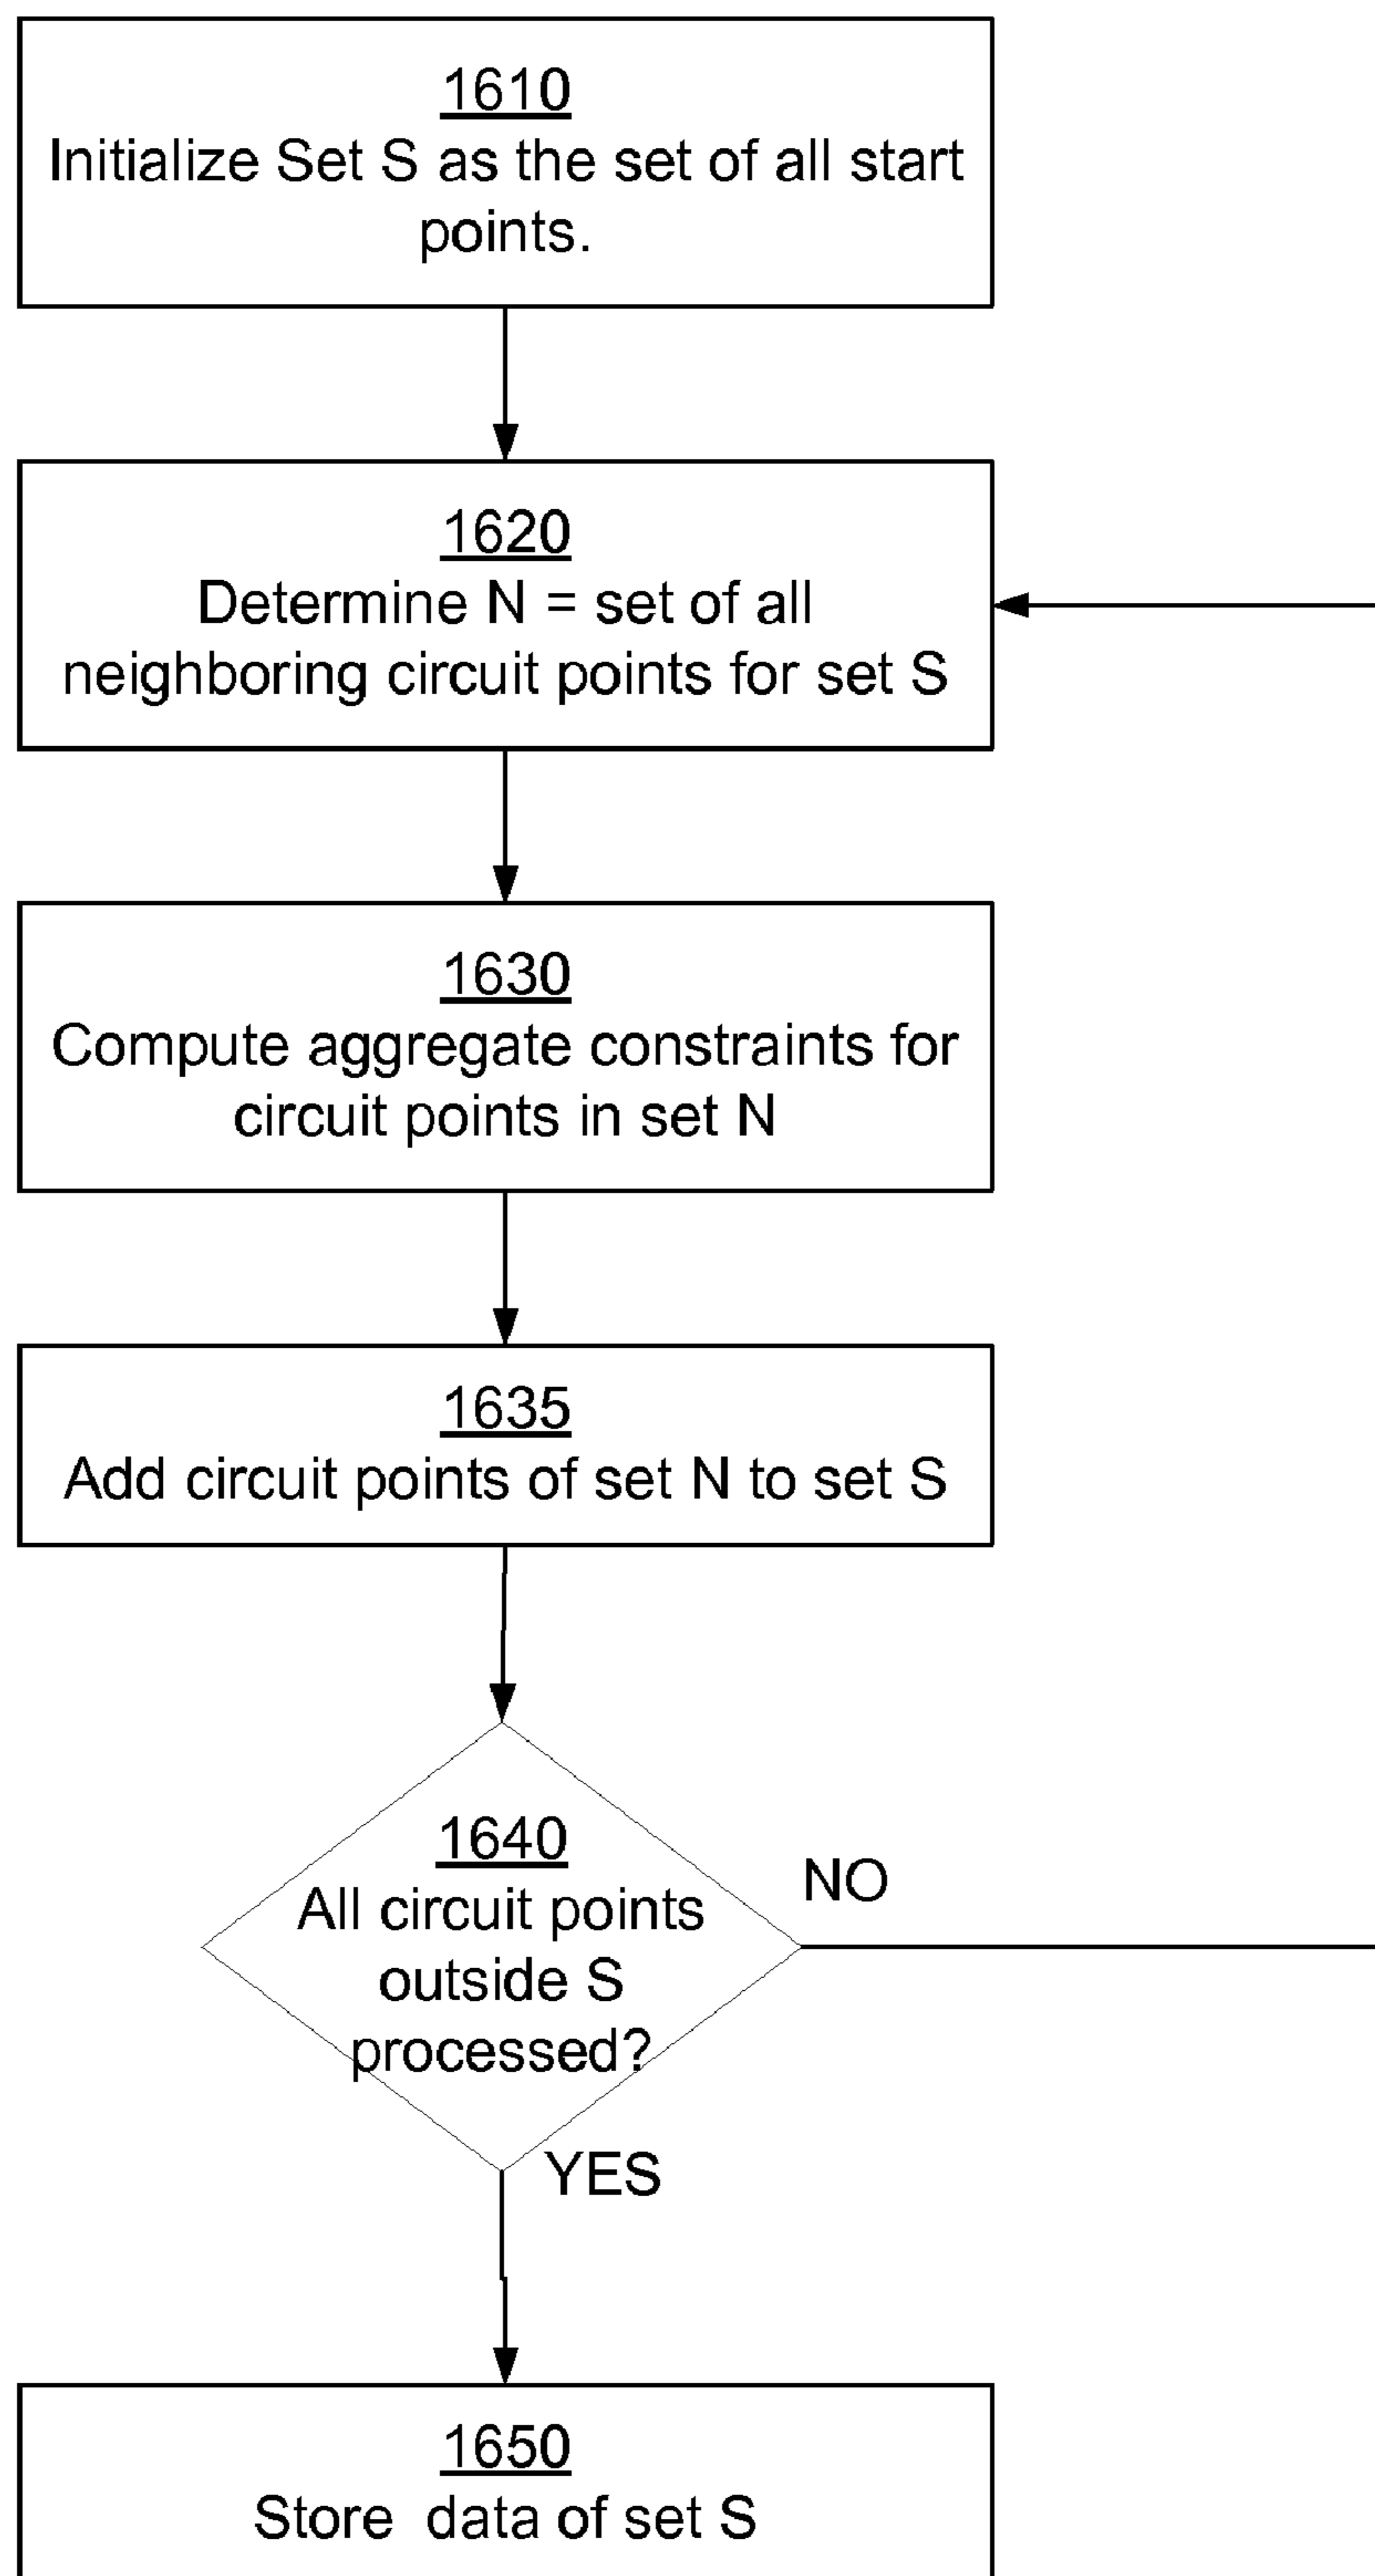 1610
Initialize Set S as the set of all start
points.
1620
Determine N = set of all
neighboring circuit points for set S
1630
Compute aggregate constraints for
circuit points in set N
1635
Add circuit points of set N to set S
1640
All circuit points
outside S
processed?
NO
YES
1650
Store data of set S